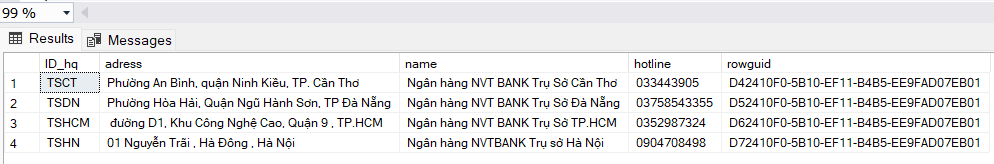 99 %
Results Messages
ID_hq adress name hotline rowguid
1 TSCT Phường An Bình, quận Ninh Kiều, TP. Cần Thơ Ngân hàng NVT BANK Trụ Sở Cần Thơ 033443905 D42410F0-5B10-EF11-B4B5-EE9FAD07EB01
2 TSDN Phường Hòa Hải, Quận Ngũ Hành Sơn, TP Đà Nẵng Ngân hàng NVT BANK Trụ Sở Đà Nẵng 03758543355 D52410F0-5B10-EF11-B4B5-EE9FAD07EB01
3 TSHCM đường D1, Khu Công Nghệ Cao, Quận 9 , TP.HCM Ngân hàng NVT BANK Trụ Sở TP.HCM 0352987324 D62410F0-5B10-EF11-B4B5-EE9FAD07EB01
4 TSHN 01 Nguyễn Trãi , Hà Đông , Hà Nội Ngân hàng NVTBANK Trụ sở Hà Nội 0904708498 D72410F0-5B10-EF11-B4B5-EE9FAD07EB01